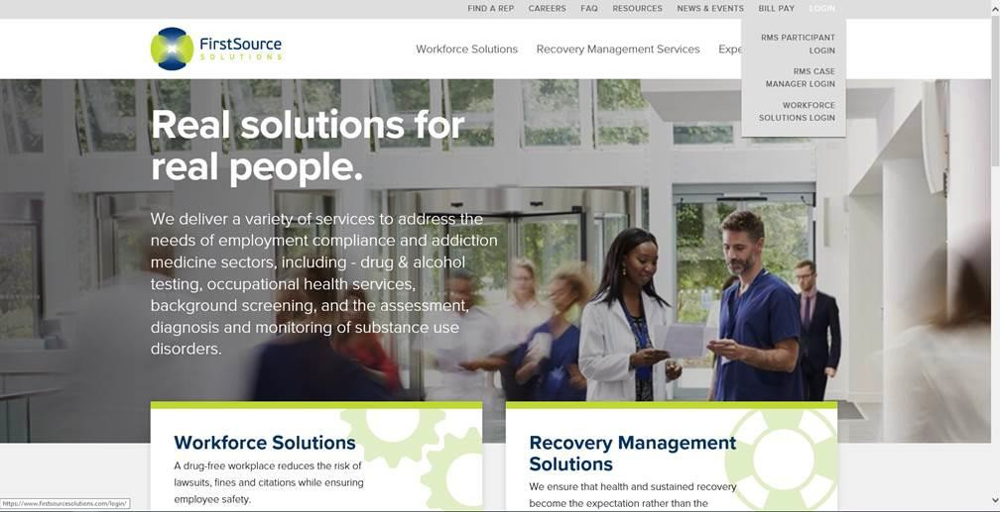 FIND A REP CAREERS FAQ RESOURCES NEWS & EVENTS BILL PAY LOGIN
FirstSource
SOLUTIONS
Workforce Solutions Recovery Management Services Expe
RMS PARTICIPANT
LOGIN
RMS CASE
MANAGER LOGIN
WORKFORCE
SOLUTIONS LOGIN
Real solutions for
real people.
We deliver a variety of services to address the
needs of employment compliance and addiction
medicine sectors, including - drug & alcohol
testing, occupational health services,
background screening, and the assessment,
diagnosis and monitoring of substance use
disorders.
Workforce Solutions
A drug-free workplace reduces the risk of
lawsuits, fines and citations while ensuring
employee safety.
Recovery Management
Solutions
We ensure that health and sustained recovery
become the expectation rather than the
https://www.firstsourcesolutions.com/login/